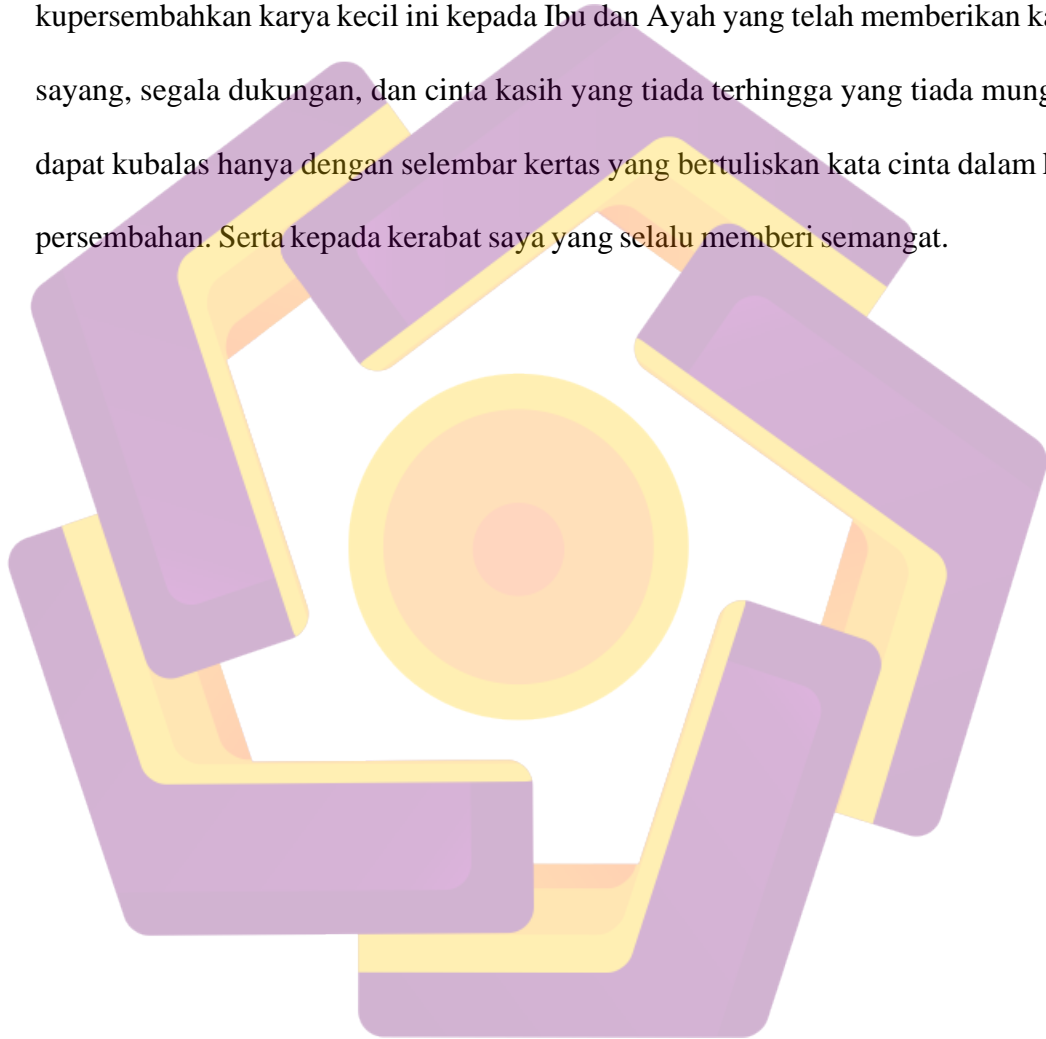 kupersembahkan karya kecil ini kepada Ibu dan Ayah yang telah memberikan
sayang, segala dukungan, dan cinta kasih yang tiada terhingga yang tiada
dapat kubalas hanya dengan selembar kertas yang bertuliskan kata cinta dalam
persembahan. Serta kepada kerabat saya yang selalu memberi semangat.